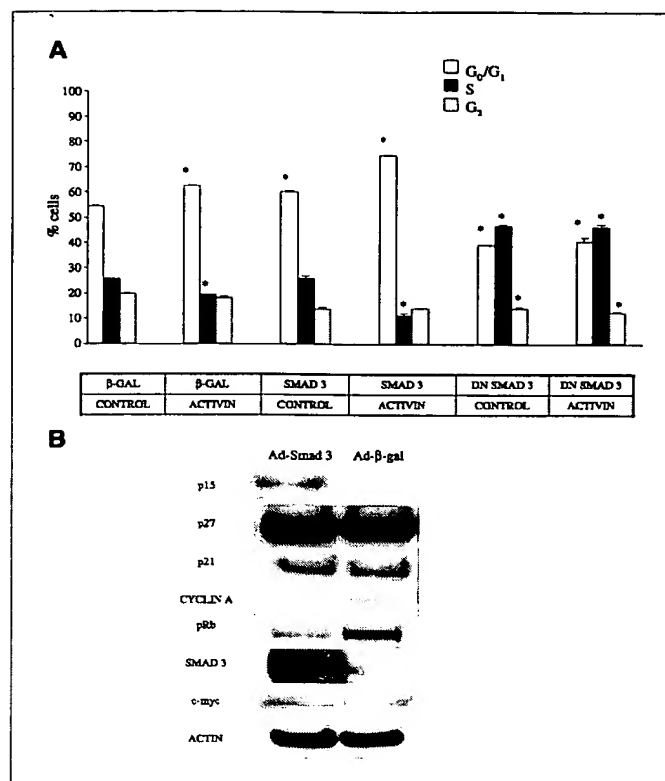 A
G₀/G₁
S
G₂
100
90
80
70
60
50
40
30
20
10
0
% cells
* * * * * * * * * * * *
β-GAL β-GAL SMAD 3 SMAD 3 DN SMAD 3 DN SMAD 3
CONTROL ACTIVIN CONTROL ACTIVIN CONTROL ACTIVIN
B
Ad-Smad 3 Ad-β-gal
p15
p27
p21
CYCLIN A
pRb
SMAD 3
c-myc
ACTIN